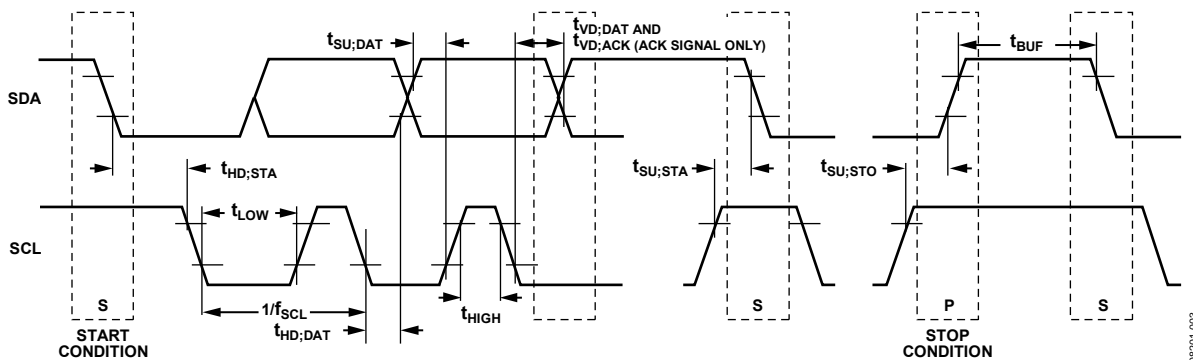 tSU;DAT
tVD;DAT AND
tVD;ACK (ACK SIGNAL ONLY)
tBUF
SDA
tHD;STA
tSU;STA
tSU;STO
tLOW
SCL
S
1/fSCL
tHIGH
S
P
S
START
CONDITION
tHD;DAT
STOP
CONDITION